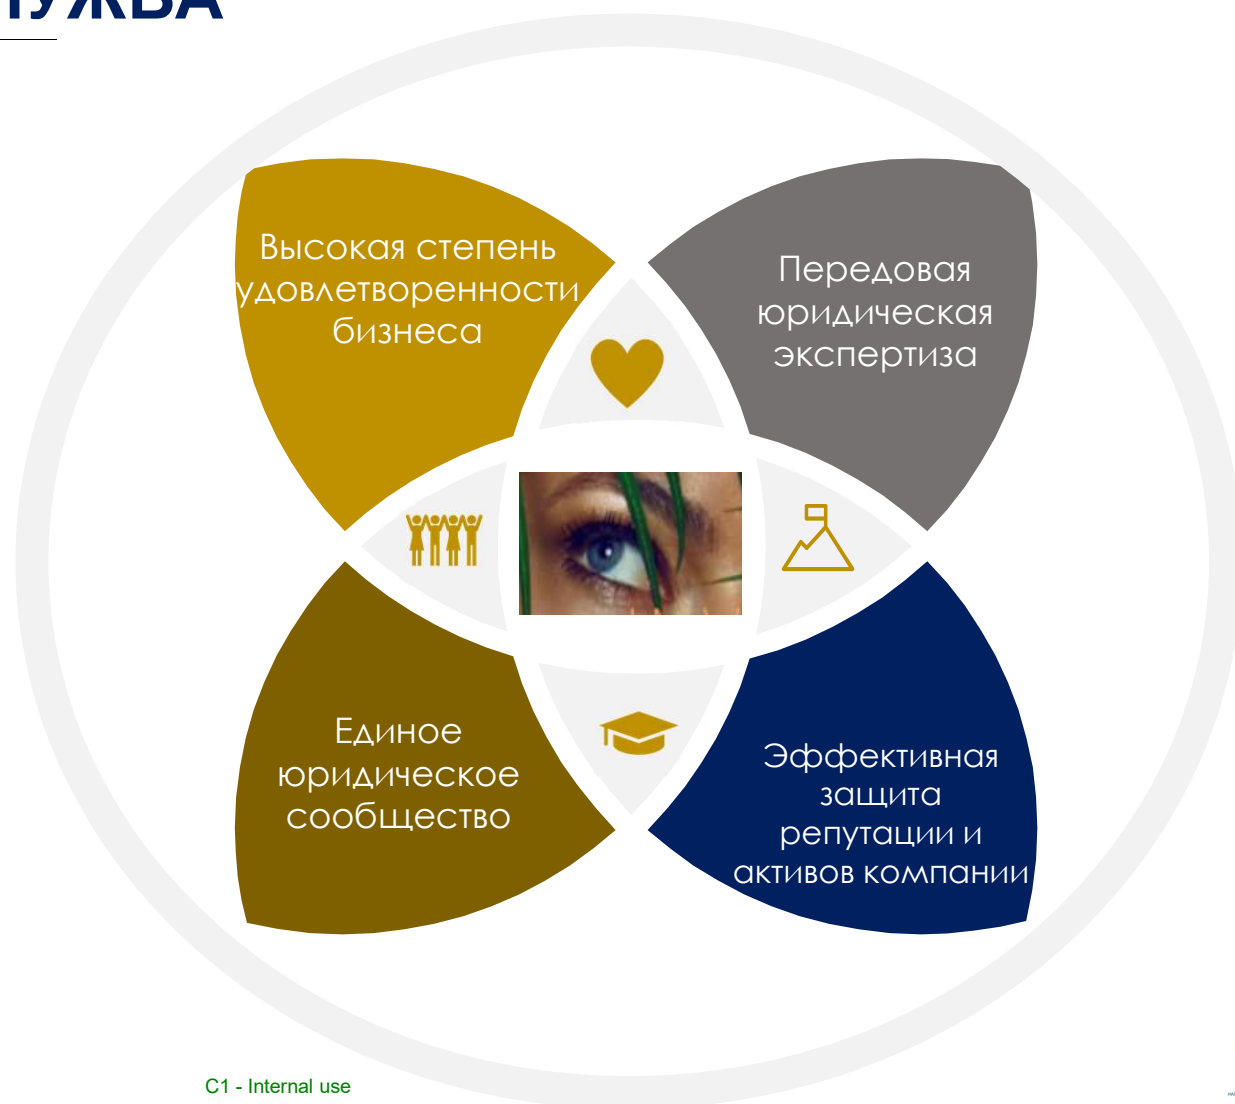 Высокая степень
удовлетворенности
бизнеса
Передовая
юридическая
экспертиза
Единое
юридическое
сообщество
Эффективная
защита
репутации и
активов компании
C1 - Internal use